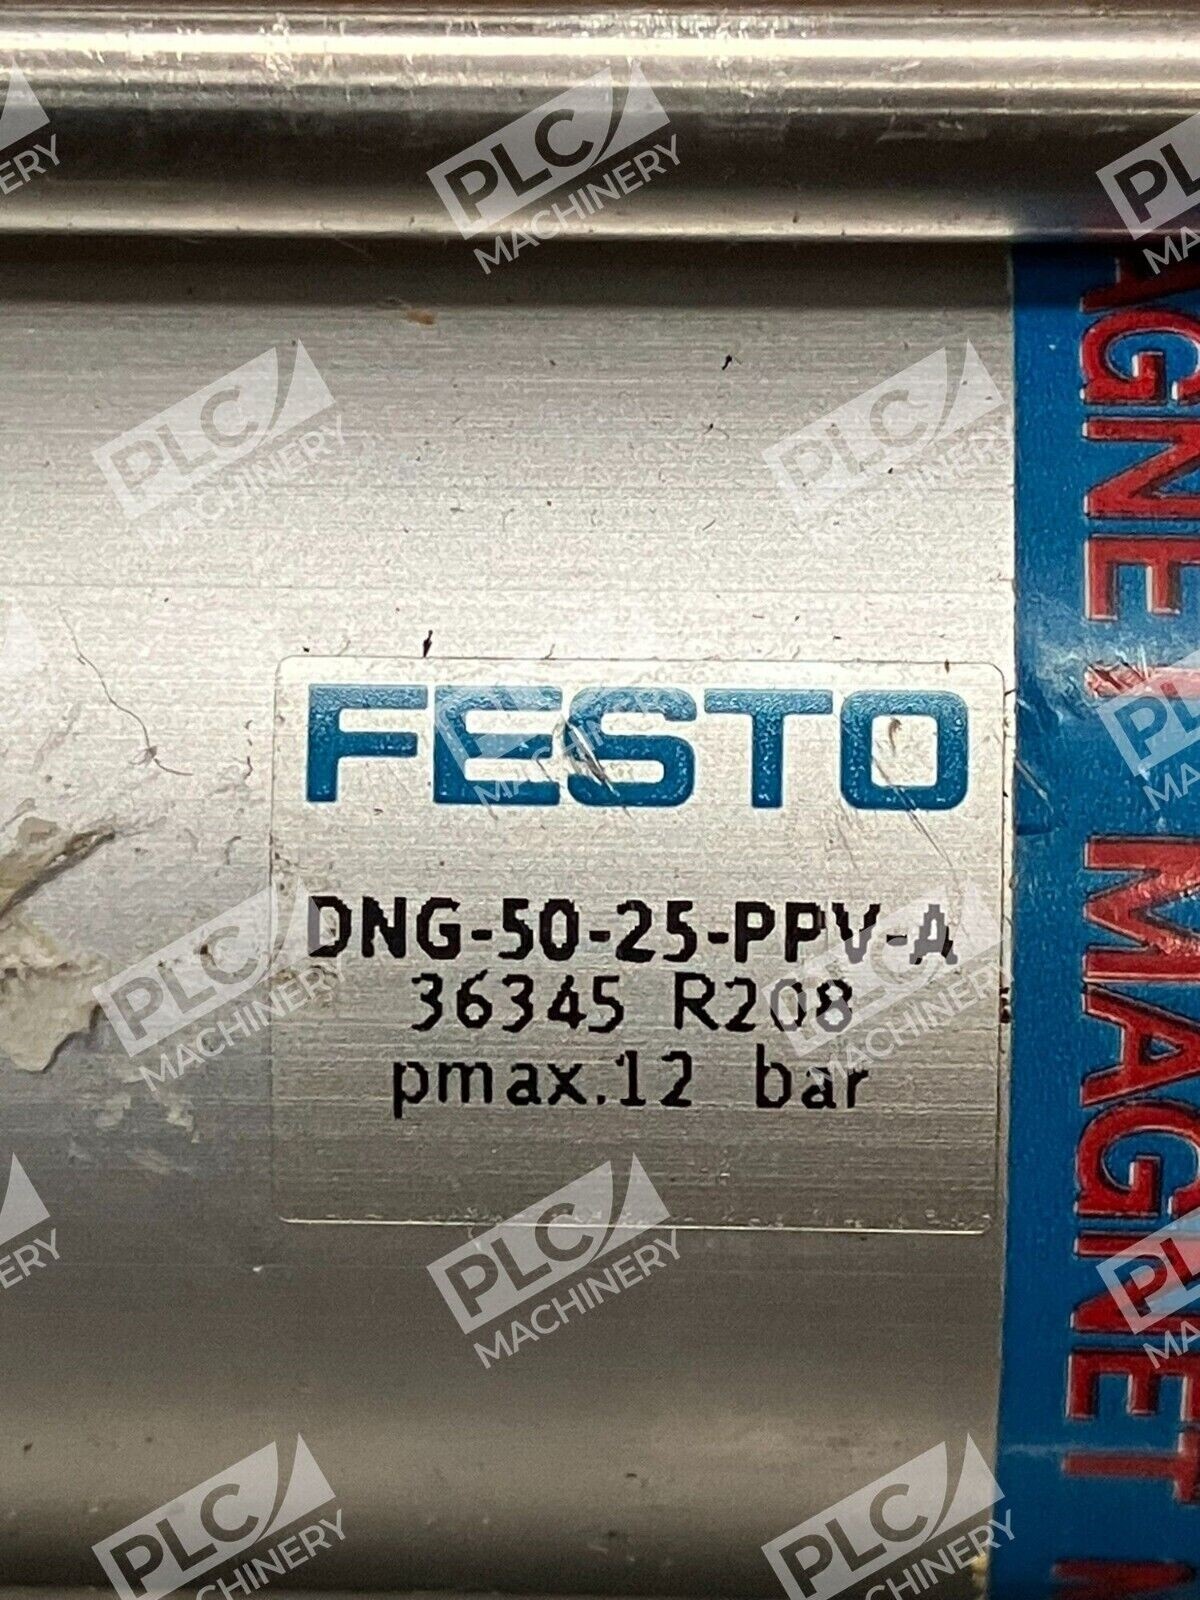 FESTO
DNG-50-25-PPV-A
36345 R208
pmax.12 bar
MAGNET MAGNET
PLC MACHINERY